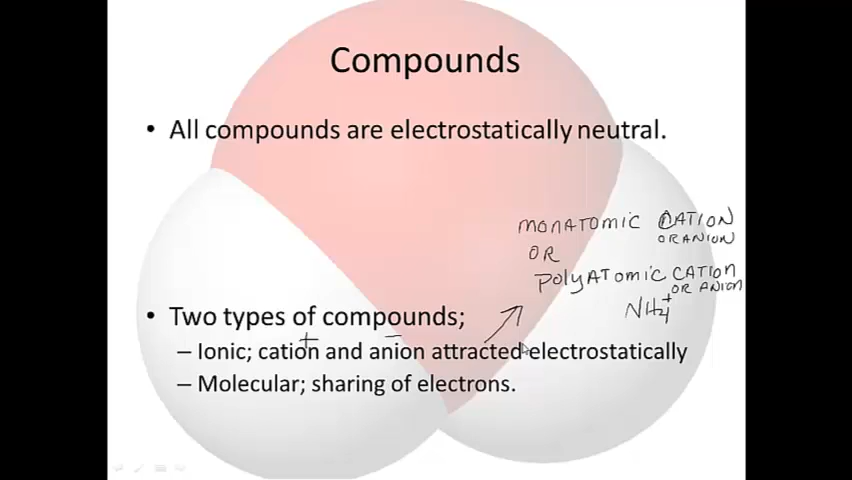 Compounds
• All compounds are electrostatically neutral.
MONATOMIC CATION
OR ANION
OR
POLYATOMIC CATION
OR ANION
NH4+
• Two types of compounds;
+ −
– Ionic; cation and anion attracted electrostatically
– Molecular; sharing of electrons.